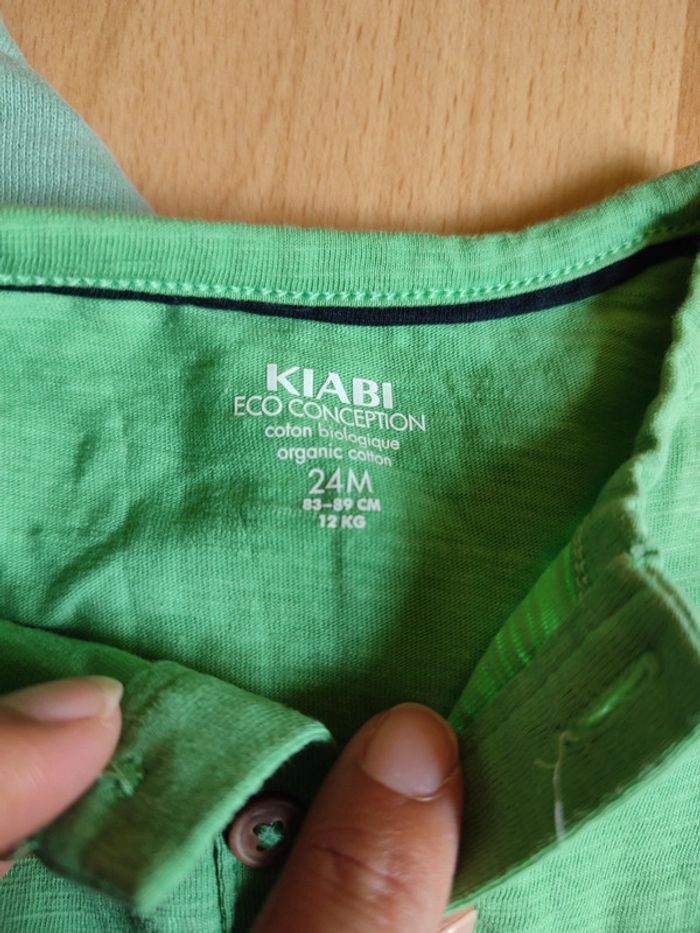 KIABI
ECO CONCEPTION
coton biologique
organic cotton
24M
83-89 CM
12 KG